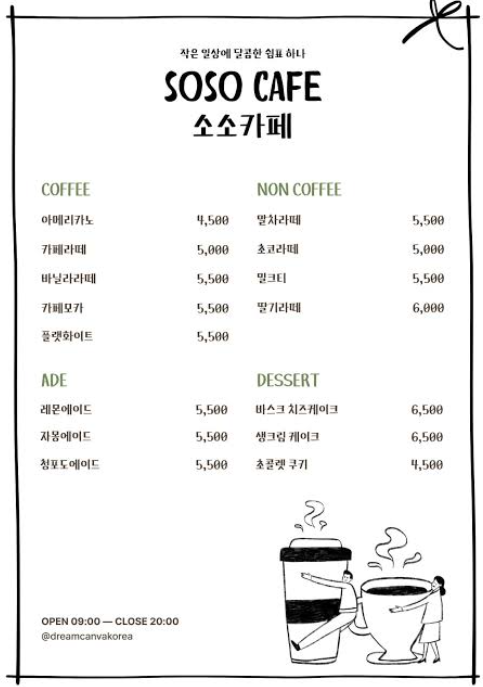 작은 일상에 달콤한 쉼표 하나
SOSO CAFE
소소카페
COFFEE
아메리카노 4,500
카페라떼 5,000
바닐라라떼 5,500
카페모카 5,500
플랫화이트 5,500
NON COFFEE
말차라떼 5,500
초코라떼 5,000
밀크티 5,500
딸기라떼 6,000
ADE
레몬에이드 5,500
자몽에이드 5,500
청포도에이드 5,500
DESSERT
바스크 치즈케이크 6,500
생크림 케이크 6,500
초콜렛 쿠키 4,500
OPEN 09:00 — CLOSE 20:00
@dreamcanvakorea